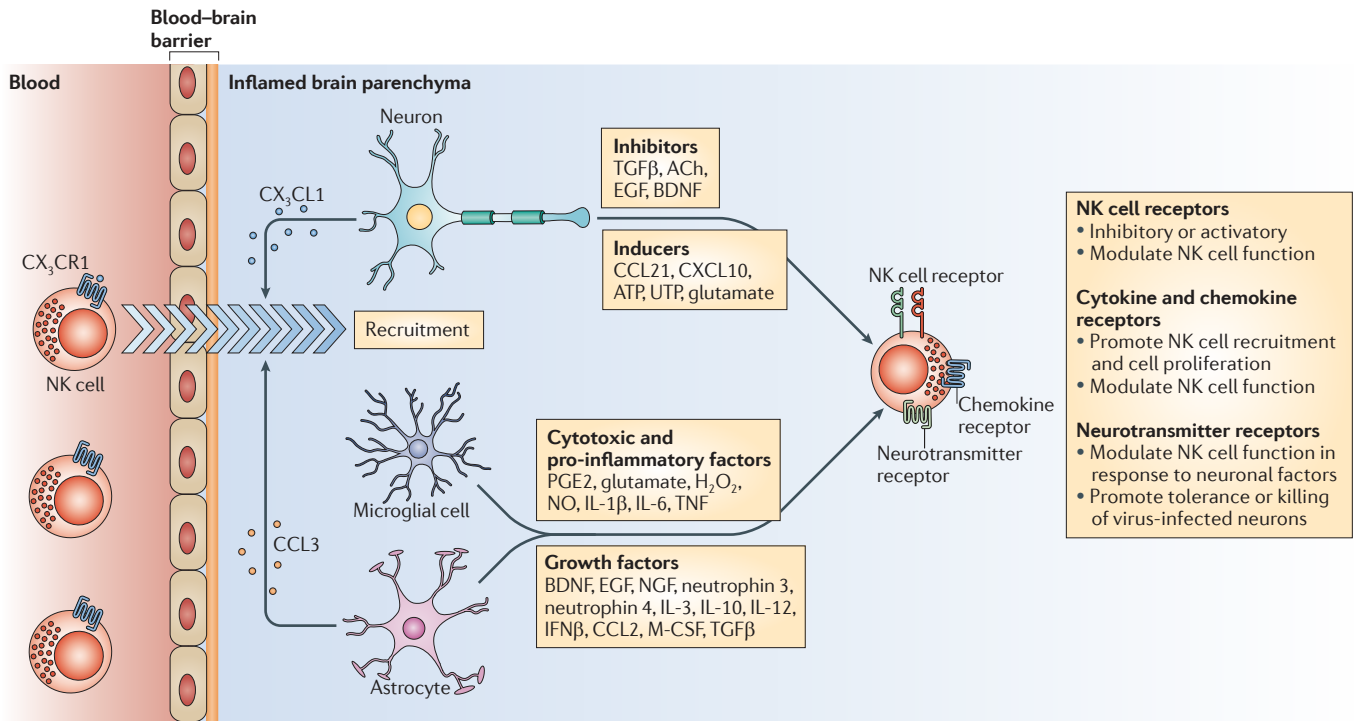 Blood–brain
barrier
Blood
Inflamed brain parenchyma
Neuron
CX₃CL1
Inhibitors
TGFβ, ACh,
EGF, BDNF
Inducers
CCL21, CXCL10,
ATP, UTP, glutamate
CX₃CR1
NK cell
Recruitment
Microglial cell
CCL3
Astrocyte
Cytotoxic and
pro-inflammatory factors
PGE2, glutamate, H₂O₂,
NO, IL-1β, IL-6, TNF
Growth factors
BDNF, EGF, NGF, neutrophin 3,
neutrophin 4, IL-3, IL-10, IL-12,
IFNβ, CCL2, M-CSF, TGFβ
NK cell receptor
Chemokine
receptor
Neurotransmitter
receptor
NK cell receptors
• Inhibitory or activatory
• Modulate NK cell function
Cytokine and chemokine
receptors
• Promote NK cell recruitment
and cell proliferation
• Modulate NK cell function
Neurotransmitter receptors
• Modulate NK cell function in
response to neuronal factors
• Promote tolerance or killing
of virus-infected neurons